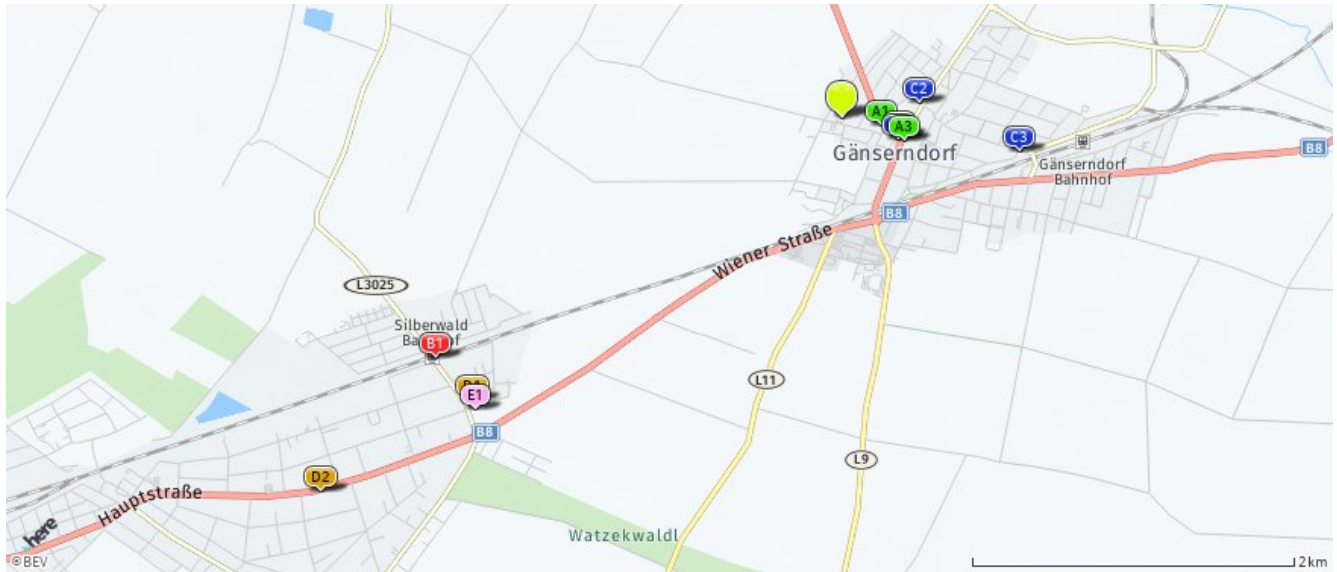 C2
A1
A3
Gänserndorf
C3
Gänserndorf
Bahnhof
B8
B8
Wiener Straße
L3025
Silberwald
B1
E1
L11
B8
L9
D2
Hauptstraße
Watzekwaldl
here
©BEV
2km